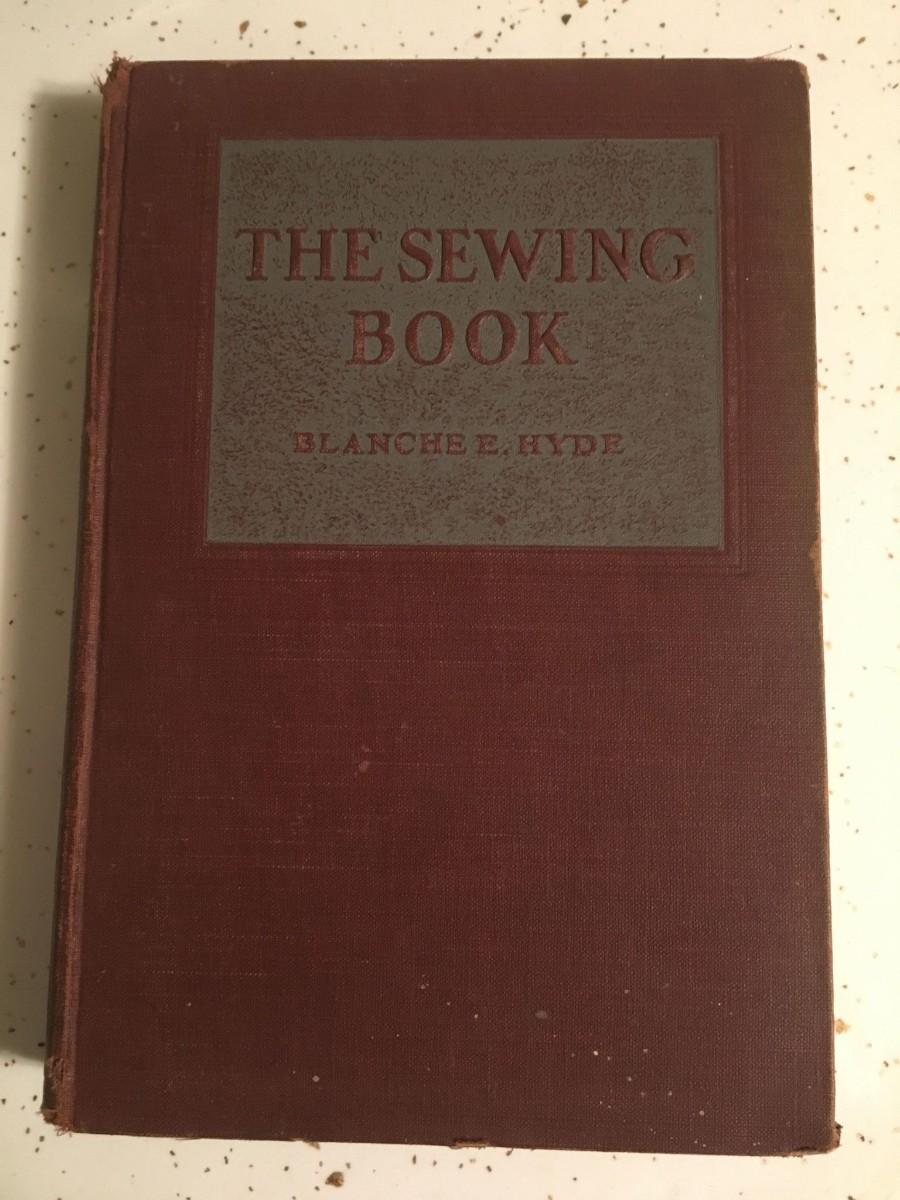 THE SEWING
BOOK
BLANCHE E. HYDE